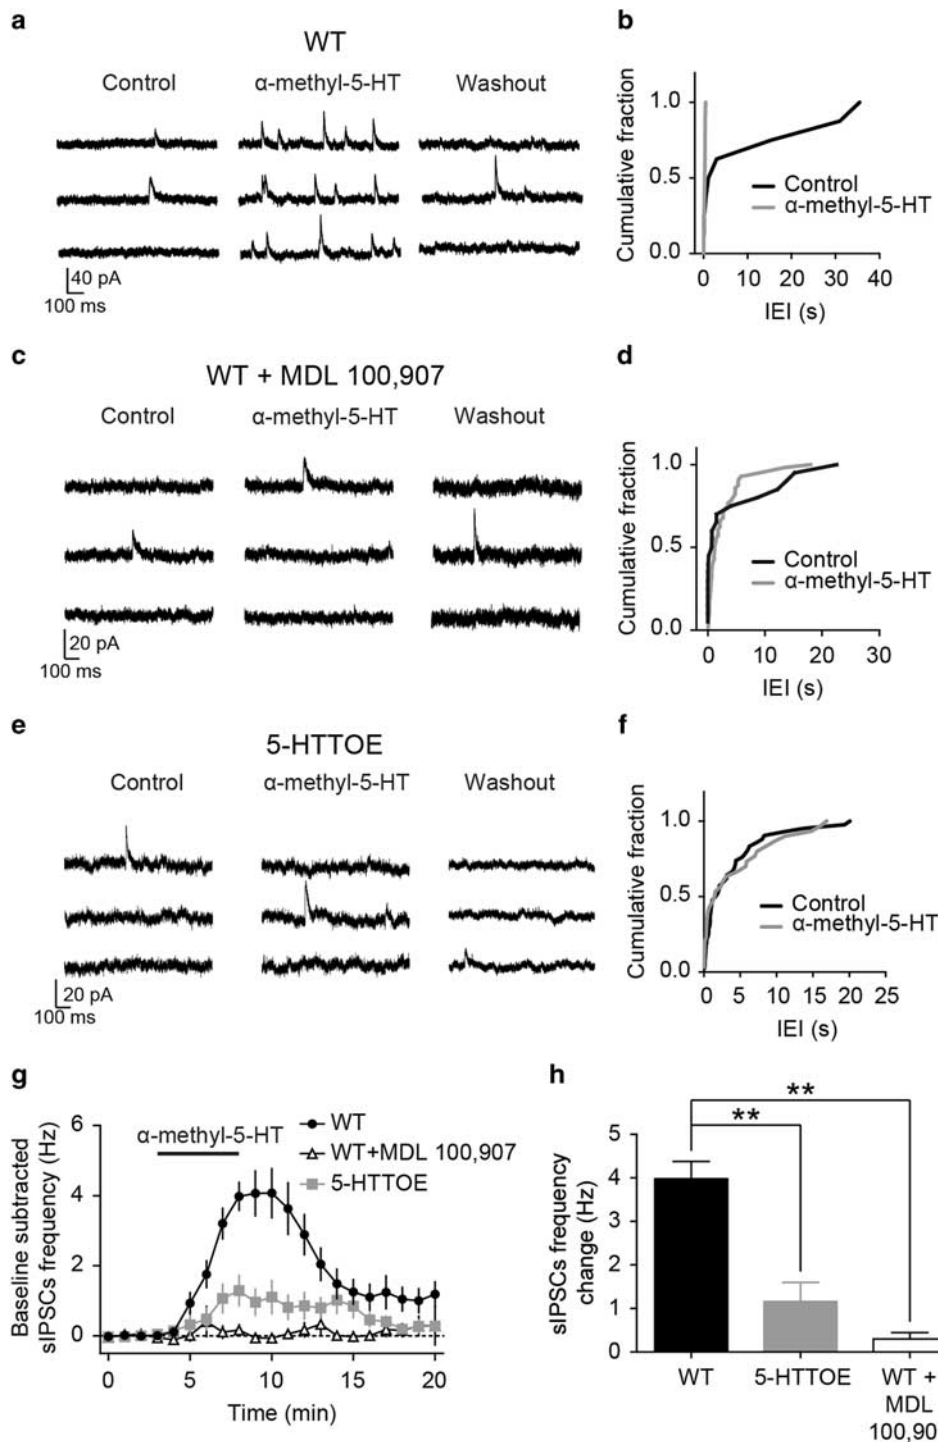 a
WT
Control
α-methyl-5-HT
Washout
40 pA
100 ms
b
Cumulative fraction
1.0
0.5
0.0
Control
α-methyl-5-HT
0 10 20 30 40
IEI (s)
c
WT + MDL 100,907
Control
α-methyl-5-HT
Washout
20 pA
100 ms
d
Cumulative fraction
1.0
0.5
0.0
Control
α-methyl-5-HT
0 10 20 30
IEI (s)
e
5-HTTOE
Control
α-methyl-5-HT
Washout
20 pA
100 ms
f
Cumulative fraction
1.0
0.5
0.0
Control
α-methyl-5-HT
0 5 10 15 20 25
IEI (s)
g
Baseline subtracted
sIPSCs frequency (Hz)
6
4
2
0
α-methyl-5-HT
WT
WT+MDL 100,907
5-HTTOE
0 5 10 15 20
Time (min)
h
sIPSCs frequency
change (Hz)
5
4
3
2
1
0
**
**
WT
5-HTTOE
WT +
MDL
100,90